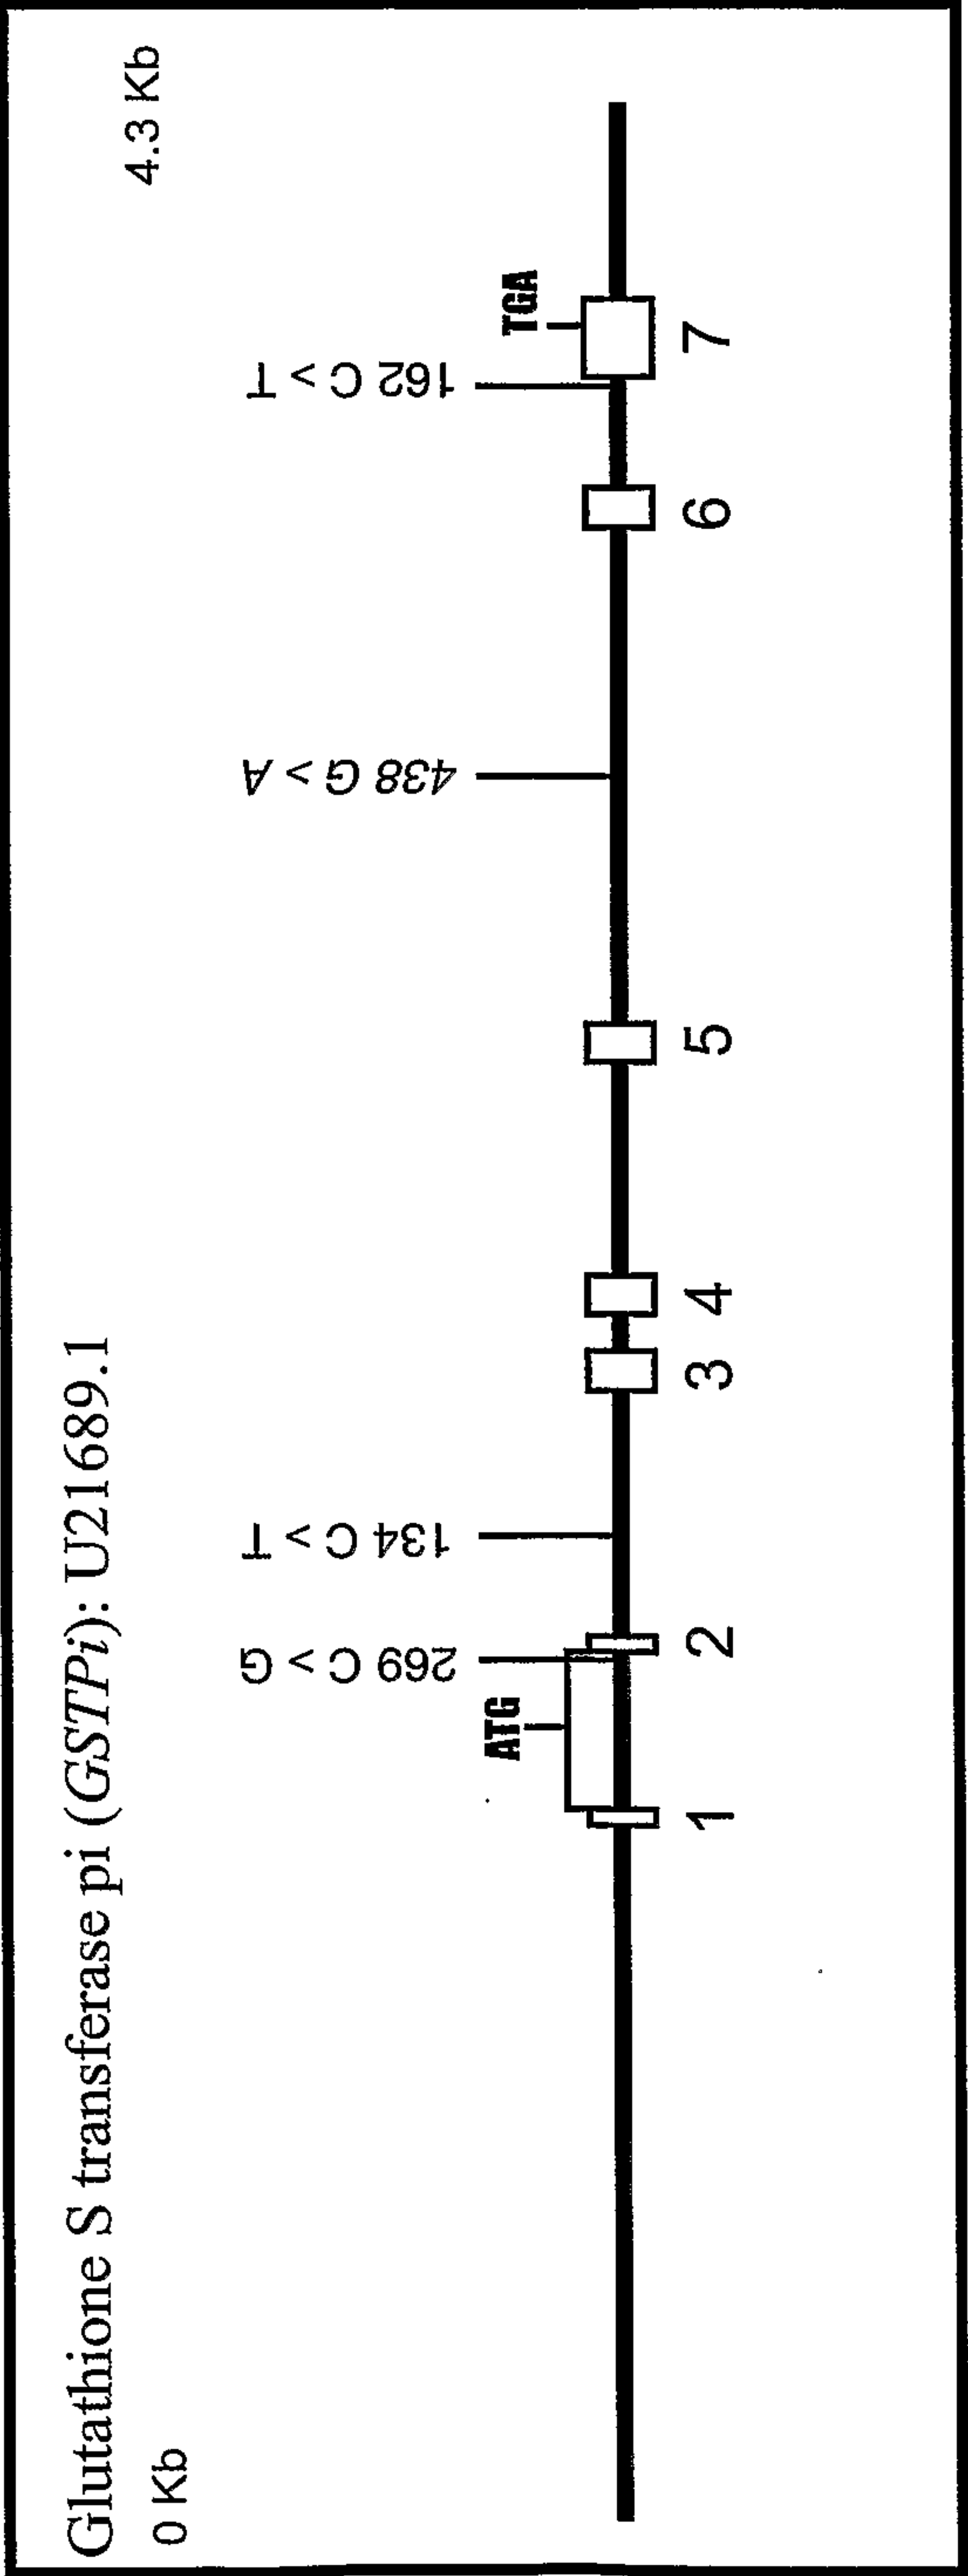 Glutathione S transferase pi (GSTPi): U21689.1
0 Kb
4.3 Kb
269 C > G
134 C > T
438 G > A
162 C > T
ATG
TGA
1
2
3
4
5
6
7